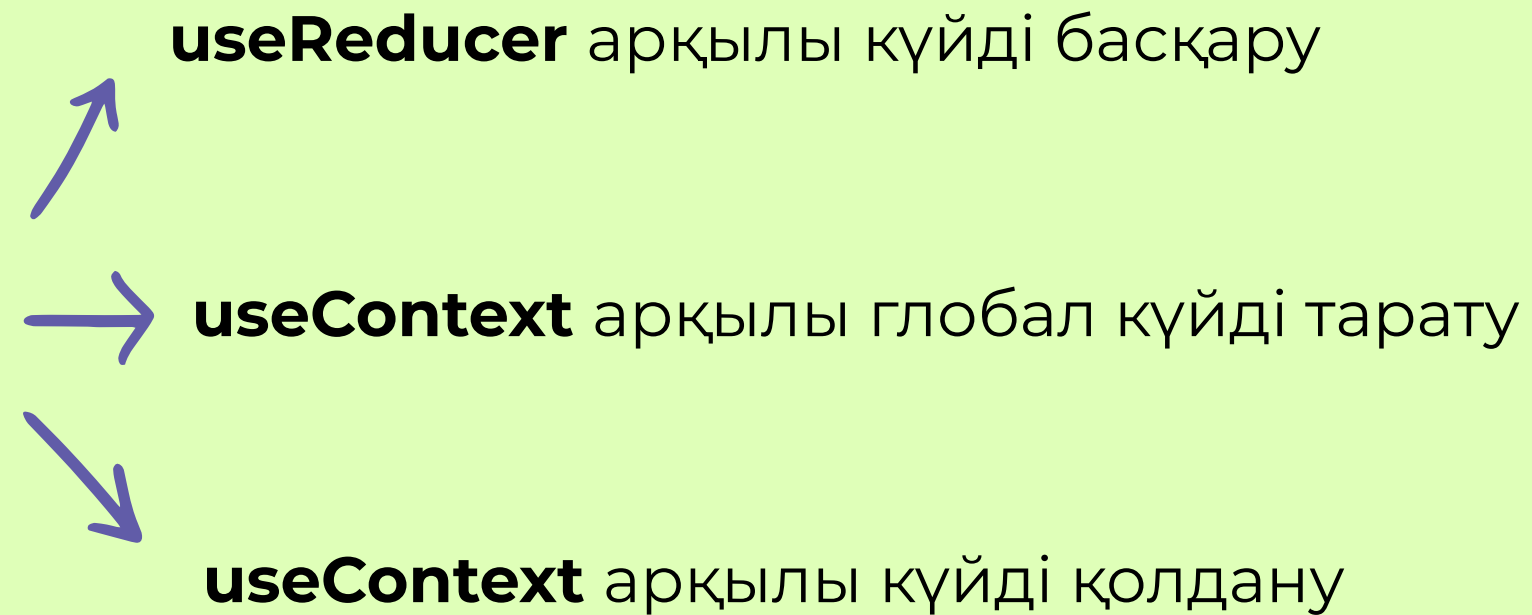 useReducer арқылы күйді басқару
useContext арқылы глобал күйді тарату
useContext арқылы күйді қолдану